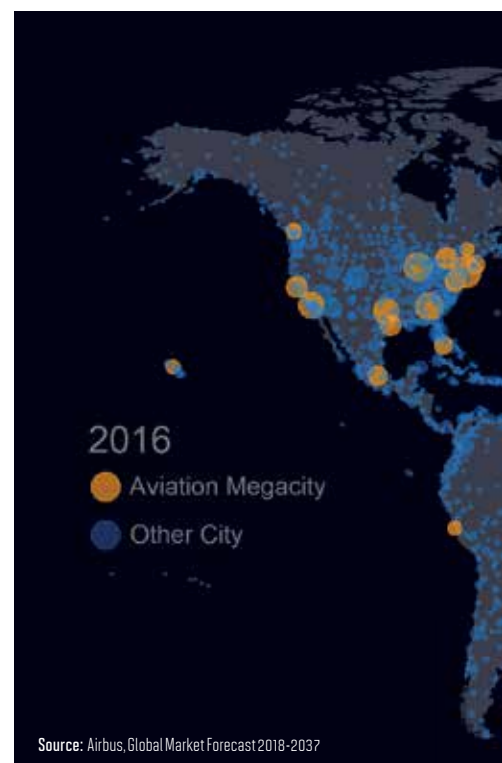 2016
Aviation Megacity
Other City
Source: Airbus, Global Market Forecast 2018-2037